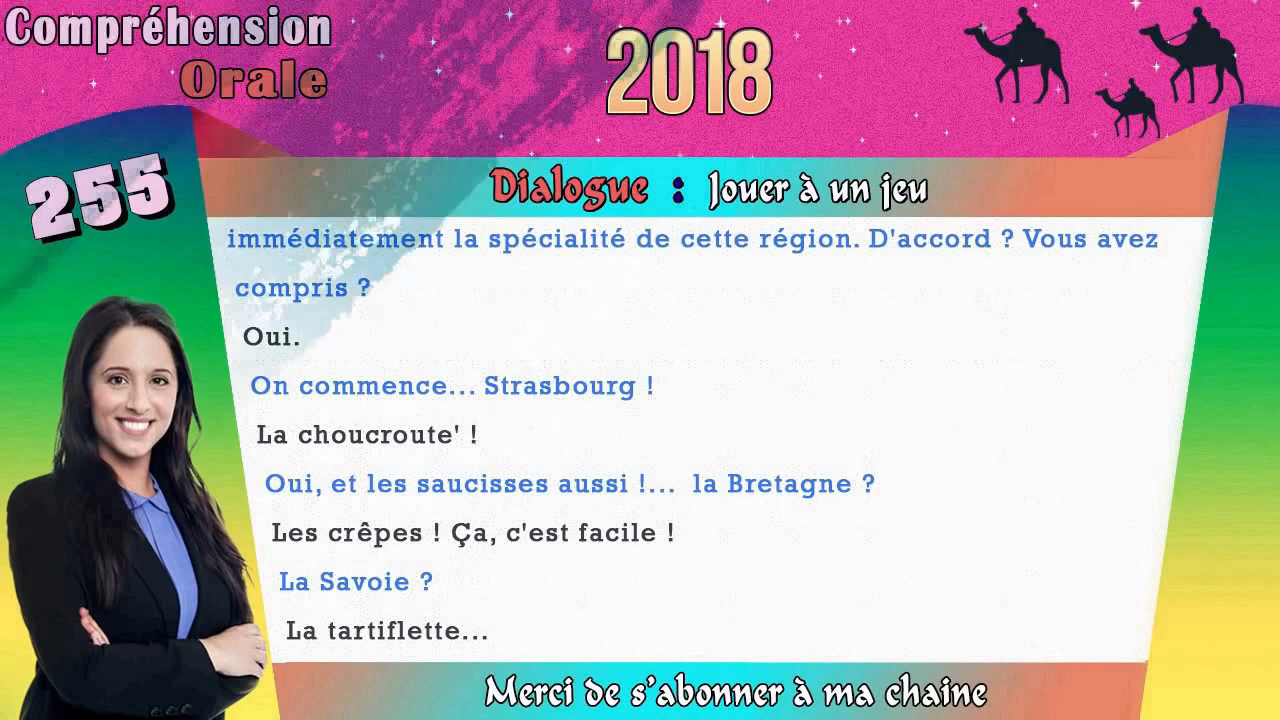 Compréhension
Orale
2018
255
Dialogue : Jouer à un jeu
immédiatement la spécialité de cette région. D'accord ? Vous avez
compris ?
Oui.
On commence... Strasbourg !
La choucroute' !
Oui, et les saucisses aussi !... la Bretagne ?
Les crêpes ! Ça, c'est facile !
La Savoie ?
La tartiflette...
Merci de s'abonner à ma chaine